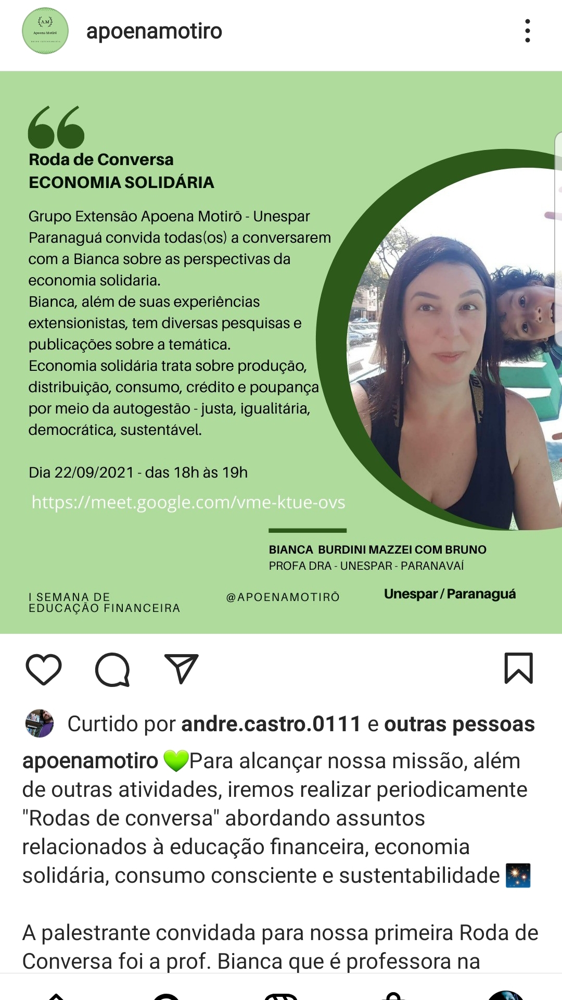 A.M
Apoena Motirô
apoenamotiro
Roda de Conversa
ECONOMIA SOLIDÁRIA
Grupo Extensão Apoena Motirō - Unespar
Paranaguá convida todas(os) a conversarem
com a Bianca sobre as perspectivas da
economia solidaria.
Bianca, além de suas experiências
extensionistas, tem diversas pesquisas e
publicações sobre a temática.
Economia solidária trata sobre produção,
distribuição, consumo, crédito e poupança
por meio da autogestão - justa, igualitária,
democrática, sustentável.
Dia 22/09/2021 - das 18h às 19h
https://meet.google.com/vme-ktue-ovs
BIANCA BURDINI MAZZEI COM BRUNO
PROFA DRA - UNESPAR - PARANAVAÍ
I SEMANA DE
EDUCAÇÃO FINANCEIRA
@APOENAMOTIRÔ
Unespar / Paranaguá
Curtido por andre.castro.0111 e outras pessoas
apoenamotiro 💚Para alcançar nossa missão, além
de outras atividades, iremos realizar periodicamente
"Rodas de conversa" abordando assuntos
relacionados à educação financeira, economia
solidária, consumo consciente e sustentabilidade 🎇
A palestrante convidada para nossa primeira Roda de
Conversa foi a prof. Bianca que é professora na